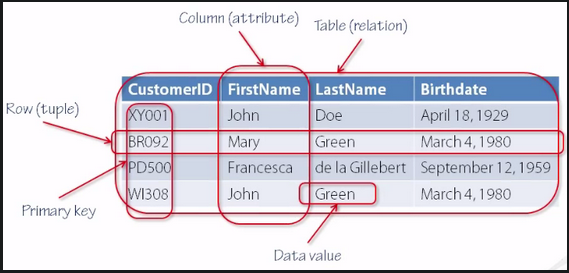 Column (attribute)
Table (relation)
CustomerID FirstName LastName Birthdate
Row (tuple)
XY001 John Doe April 18, 1929
BR092 Mary Green March 4, 1980
PD500 Francesca de la Gillebert September 12, 1959
WI308 John Green March 4, 1980
Primary key
Data value